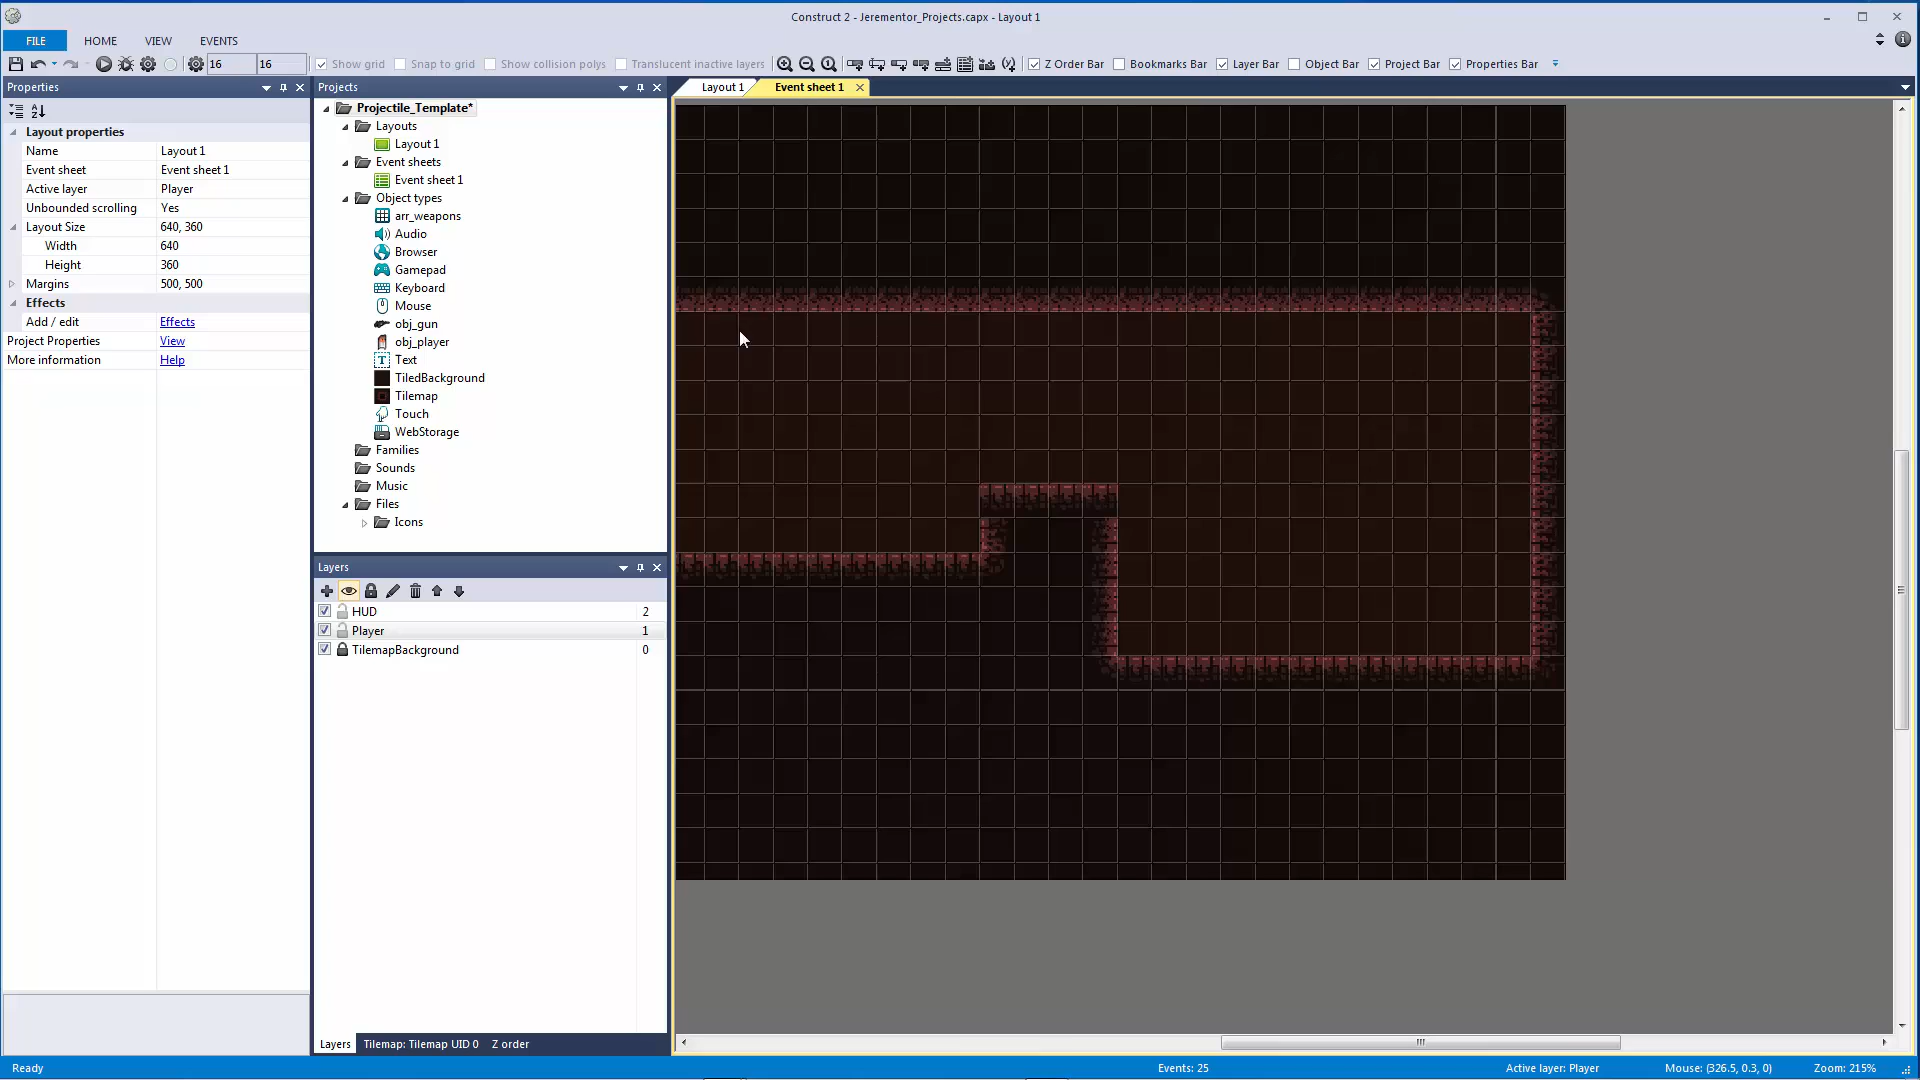 Construct 2 - Jerementor_Projects.capx - Layout 1
FILE HOME VIEW EVENTS
16 16 Show grid Snap to grid Show collision polys Translucent inactive layers Z Order Bar Bookmarks Bar Layer Bar Object Bar Project Bar Properties Bar
Properties
Layout properties
Name Layout 1
Event sheet Event sheet 1
Active layer Player
Unbounded scrolling Yes
Layout Size 640, 360
Width 640
Height 360
Margins 500, 500
Effects
Add / edit Effects
Project Properties View
More information Help
Projects
Projectile_Template*
Layouts
Layout 1
Event sheets
Event sheet 1
Object types
arr_weapons
Audio
Browser
Gamepad
Keyboard
Mouse
obj_gun
obj_player
Text
TiledBackground
Tilemap
Touch
WebStorage
Families
Sounds
Music
Files
Icons
Layers
HUD 2
Player 1
TilemapBackground 0
Layers Tilemap: Tilemap UID 0 Z order
Layout 1 Event sheet 1
Ready Events: 25 Active layer: Player Mouse: (326.5, 0.3, 0) Zoom: 215%